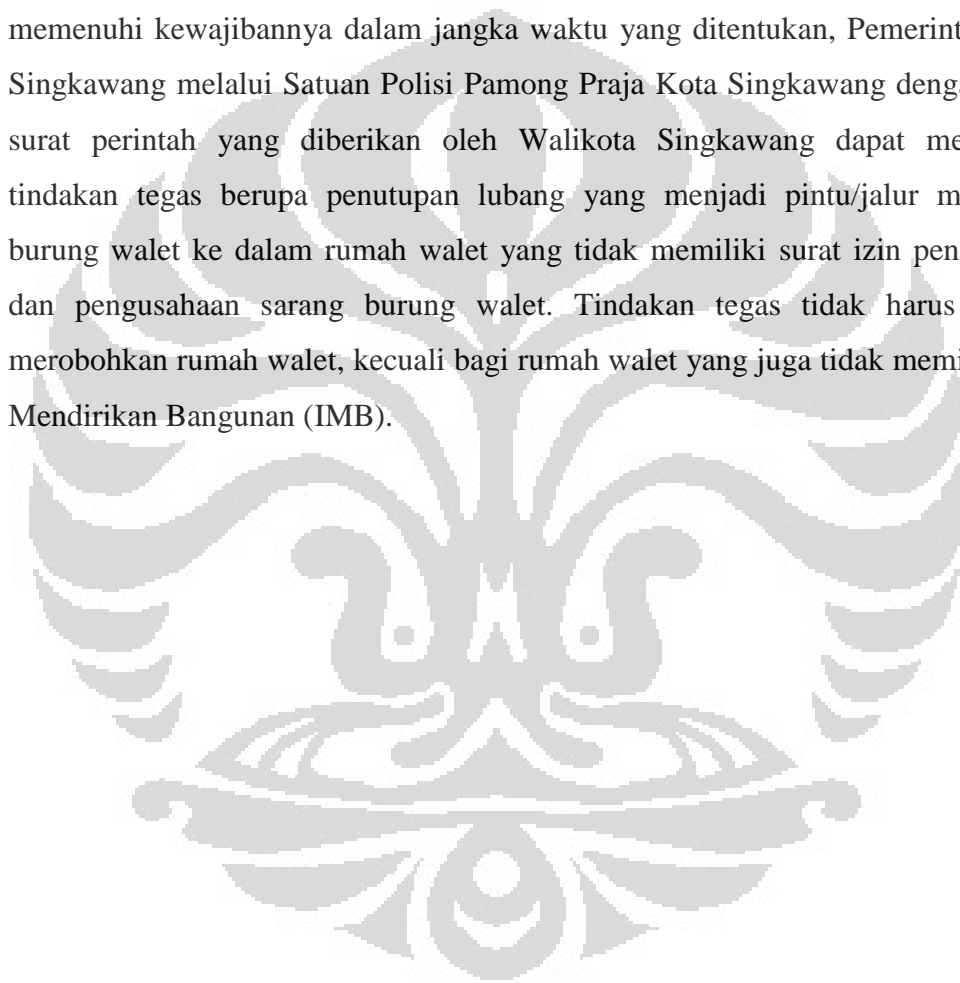 memenuhi kewajibannya dalam jangka waktu yang ditentukan, Pemerint
Singkawang melalui Satuan Polisi Pamong Praja Kota Singkawang denga
surat perintah yang diberikan oleh Walikota Singkawang dapat me
tindakan tegas berupa penutupan lubang yang menjadi pintu/jalur m
burung walet ke dalam rumah walet yang tidak memiliki surat izin pen
dan pengusahaan sarang burung walet. Tindakan tegas tidak harus
merobohkan rumah walet, kecuali bagi rumah walet yang juga tidak memi
Mendirikan Bangunan (IMB).